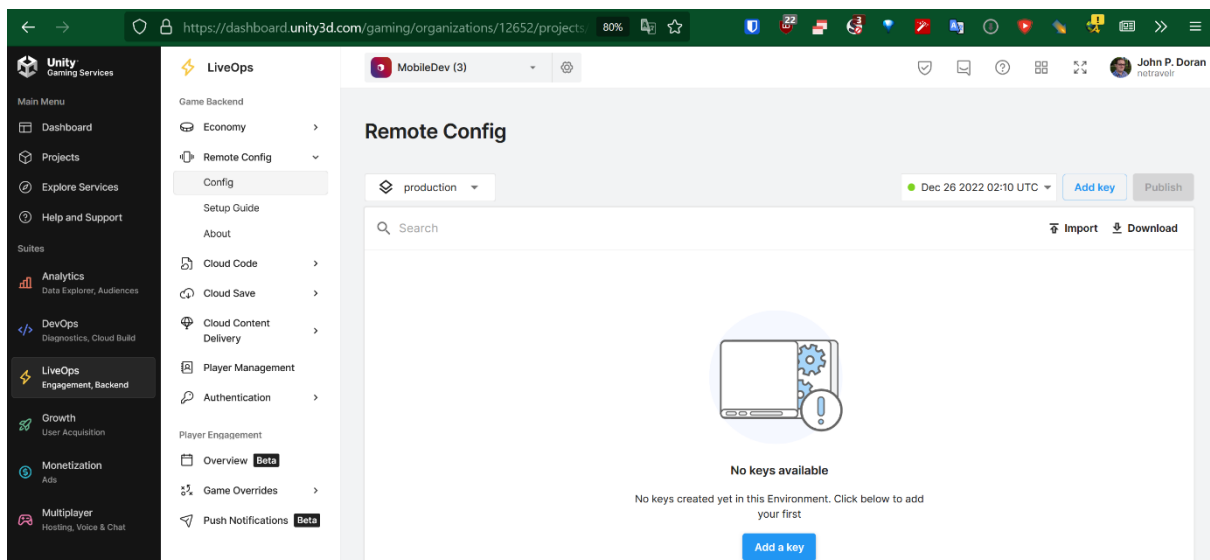 https://dashboard.unity3d.com/gaming/organizations/12652/projects/
80%
22
3
Unity
Gaming Services
Main Menu
Dashboard
Projects
Explore Services
Help and Support
Suites
Analytics
Data Explorer, Audiences
DevOps
Diagnostics, Cloud Build
LiveOps
Engagement, Backend
Growth
User Acquisition
Monetization
Ads
Multiplayer
Hosting, Voice & Chat
LiveOps
Game Backend
Economy
Remote Config
Config
Setup Guide
About
Cloud Code
Cloud Save
Cloud Content
Delivery
Player Management
Authentication
Player Engagement
Overview Beta
Game Overrides
Push Notifications Beta
MobileDev (3)
John P. Doran
netravelr
Remote Config
production
Dec 26 2022 02:10 UTC
Add key
Publish
Search
Import
Download
No keys available
No keys created yet in this Environment. Click below to add
your first
Add a key